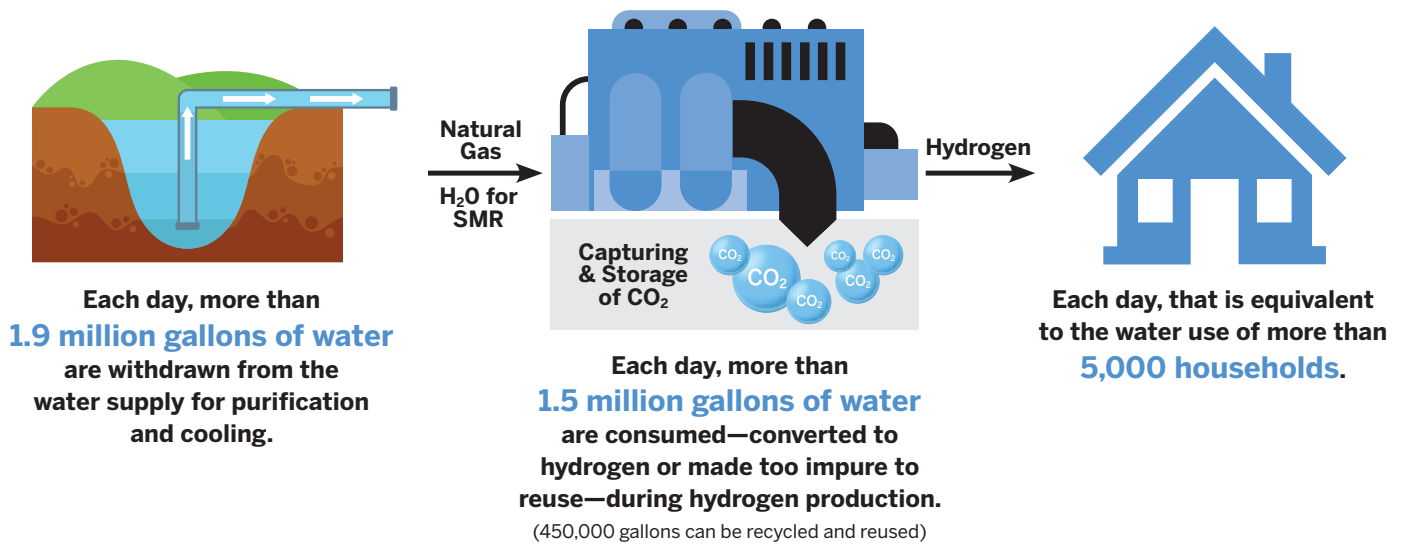 Each day, more than
1.9 million gallons of water
are withdrawn from the
water supply for purification
and cooling.
Natural
Gas
H₂0 for
SMR
Capturing
& Storage
of CO₂
CO₂
CO₂
CO₂
CO₂
CO₂
CO₂
Each day, more than
1.5 million gallons of water
are consumed—converted to
hydrogen or made too impure to
reuse—during hydrogen production.
(450,000 gallons can be recycled and reused)
Hydrogen
Each day, that is equivalent
to the water use of more than
5,000 households.